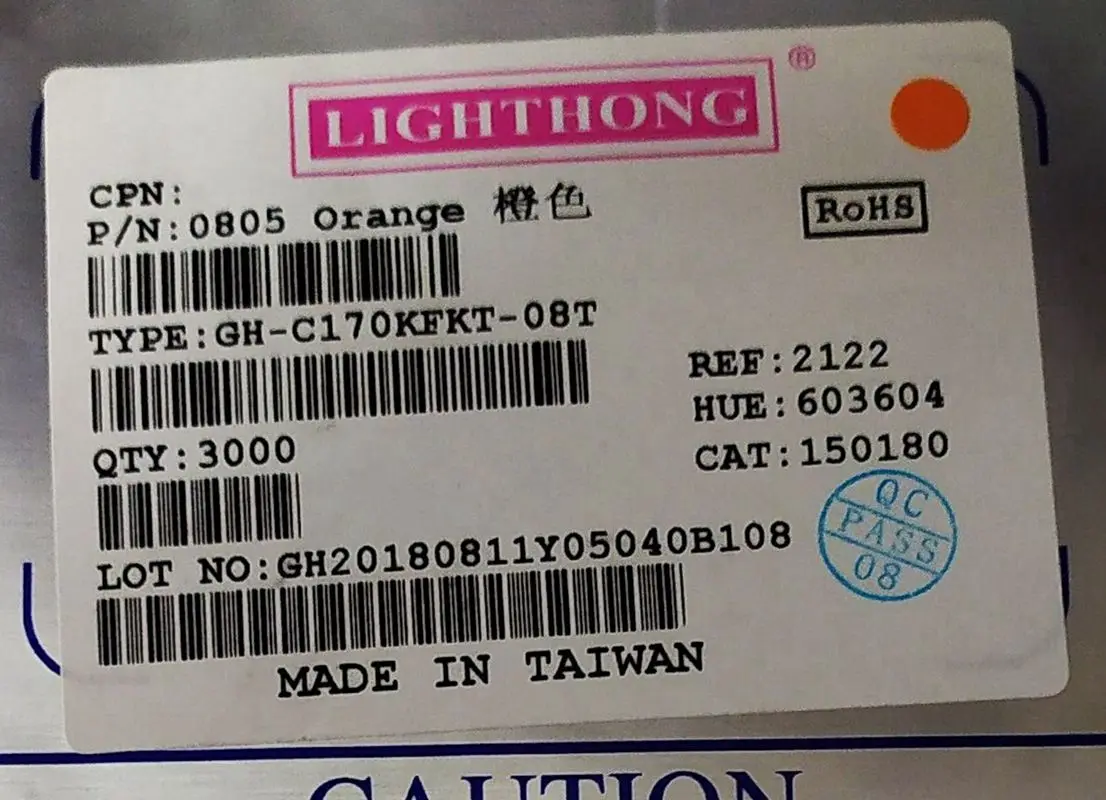 LIGHTHONG ®
CPN:
P/N:0805 Orange 橙色
RoHS
TYPE:GH-C170KFKT-08T
REF:2122
HUE:603604
QTY:3000
CAT:150180
QC
PASS
08
LOT NO:GH20180811Y05040B108
MADE IN TAIWAN
CAUTION